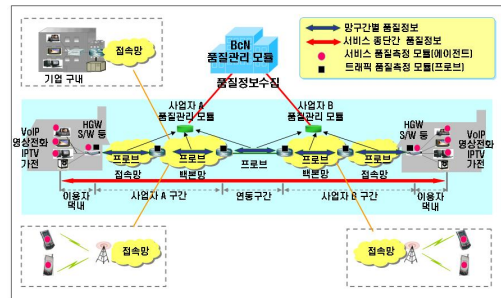 접속망
기업 구내
BcN
품질관리 모듈
품질정보수집
망구간별 품질정보
서비스 종단간 품질정보
서비스 품질측정 모듈(에이전트)
트래픽 품질측정 모듈(프로브)
사업자 A
품질관리 모듈
사업자 B
품질관리 모듈
HGW
S/W 등
VoIP
영상전화
IPTV
가전
프로브
접속망
프로브
백본망
프로브
프로브
백본망
프로브
접속망
HGW
S/W 등
VoIP
영상전화
IPTV
가전
이용자
댁내
사업자 A 구간
연동구간
사업자 B 구간
이용자
댁내
접속망
접속망